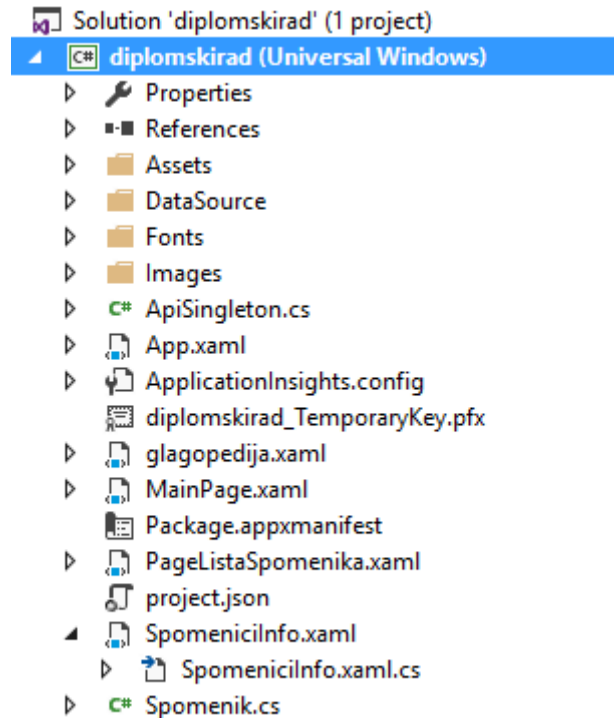 Solution 'diplomskirad' (1 project)
C# diplomskirad (Universal Windows)
Properties
References
Assets
DataSource
Fonts
Images
C# ApiSingleton.cs
App.xaml
ApplicationInsights.config
diplomskirad_TemporaryKey.pfx
glagopedija.xaml
MainPage.xaml
Package.appxmanifest
PageListaSpomenika.xaml
project.json
SpomeniciInfo.xaml
SpomeniciInfo.xaml.cs
C# Spomenik.cs